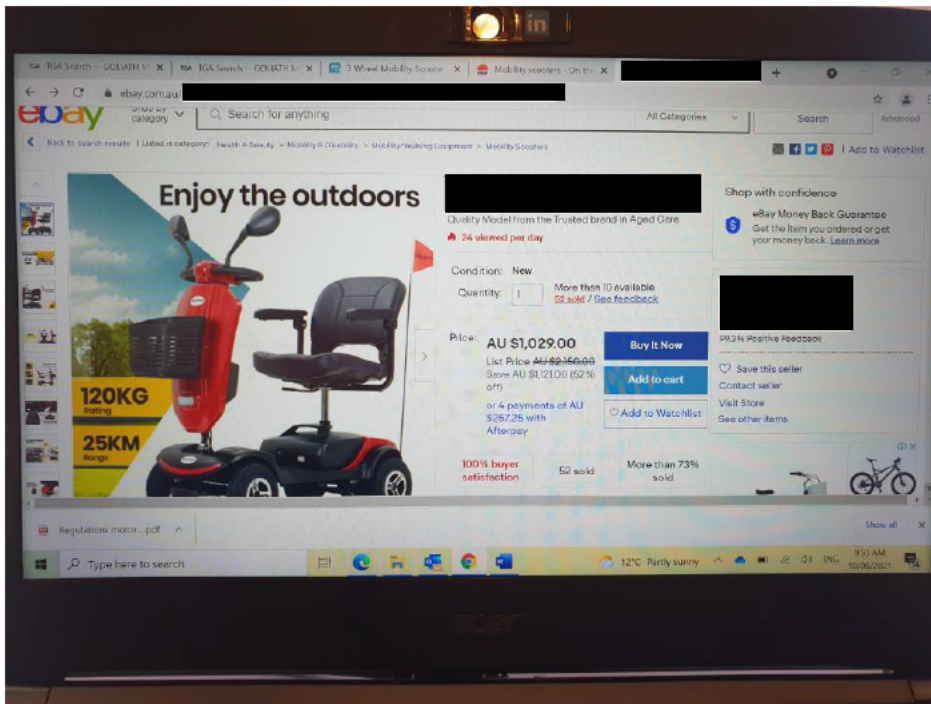 in
TGA Search – GOLIATH M
TGA Search – GOLIATH M
3 Wheel Mobility Scooter
Mobility scooters - On the
ebay.com.au/
ebay
category
Search for anything
All Categories
Search
Advanced
Back to search results | Listed in category: Health & Beauty > Mobility & Disability > Mobility/Walking Equipment > Mobility Scooters
Add to Watchlist
Enjoy the outdoors
120KG
Rating
25KM
Range
Quality Model from the Trusted brand in Aged Care
24 viewed per day
Condition: New
Quantity: 1
More than 10 available
52 sold / See feedback
Price: AU $1,029.00
List Price AU $2,150.00
Save AU $1,121.00 (52%
off)
or 4 payments of AU
$257.25 with
Afterpay
Buy It Now
Add to cart
Add to Watchlist
100% buyer
satisfaction
52 sold
More than 73%
sold
Shop with confidence
eBay Money Back Guarantee
Get the item you ordered or get
your money back. Learn more
99.3% Positive Feedback
Save this seller
Contact seller
Visit Store
See other items
Regulations motor...pdf
Show all
Type here to search
12°C Partly sunny
ENG
9:53 AM
10/06/2021
acer